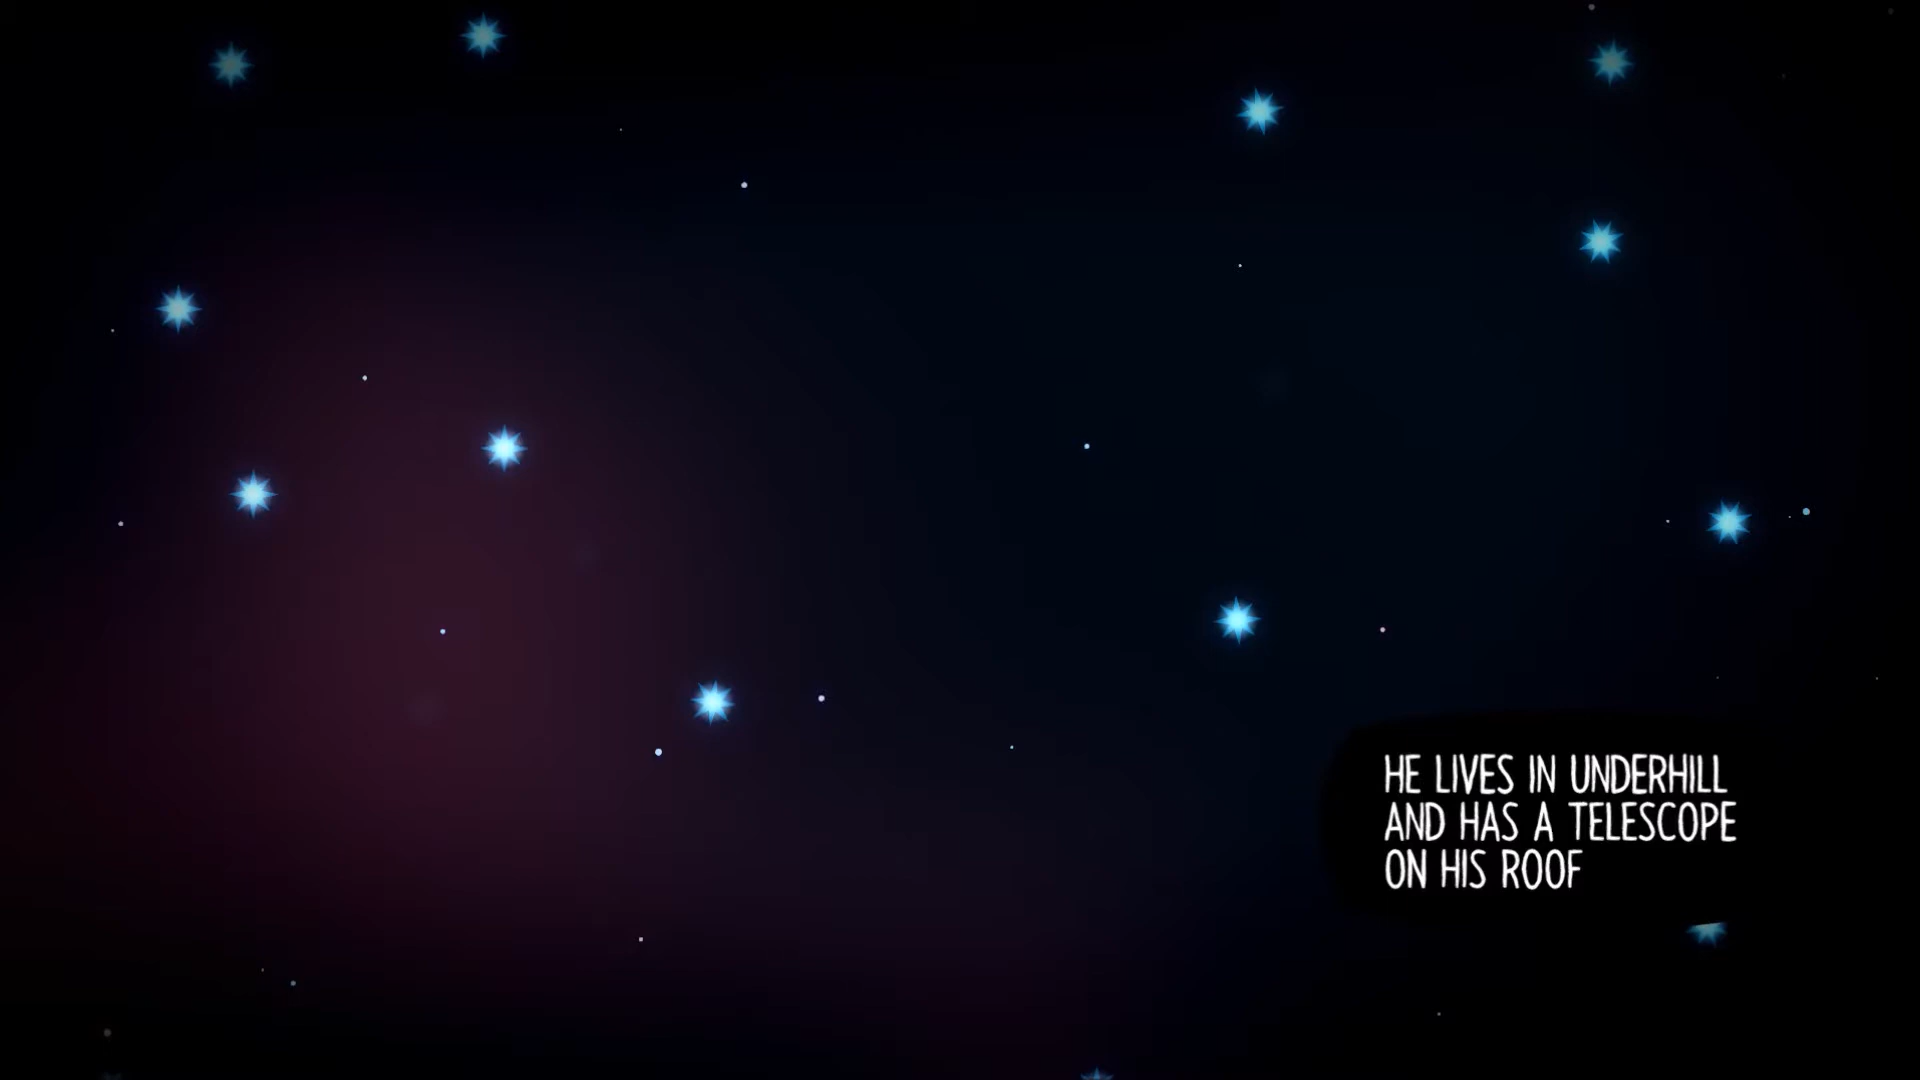 HE LIVES IN UNDERHILL
AND HAS A TELESCOPE
ON HIS ROOF